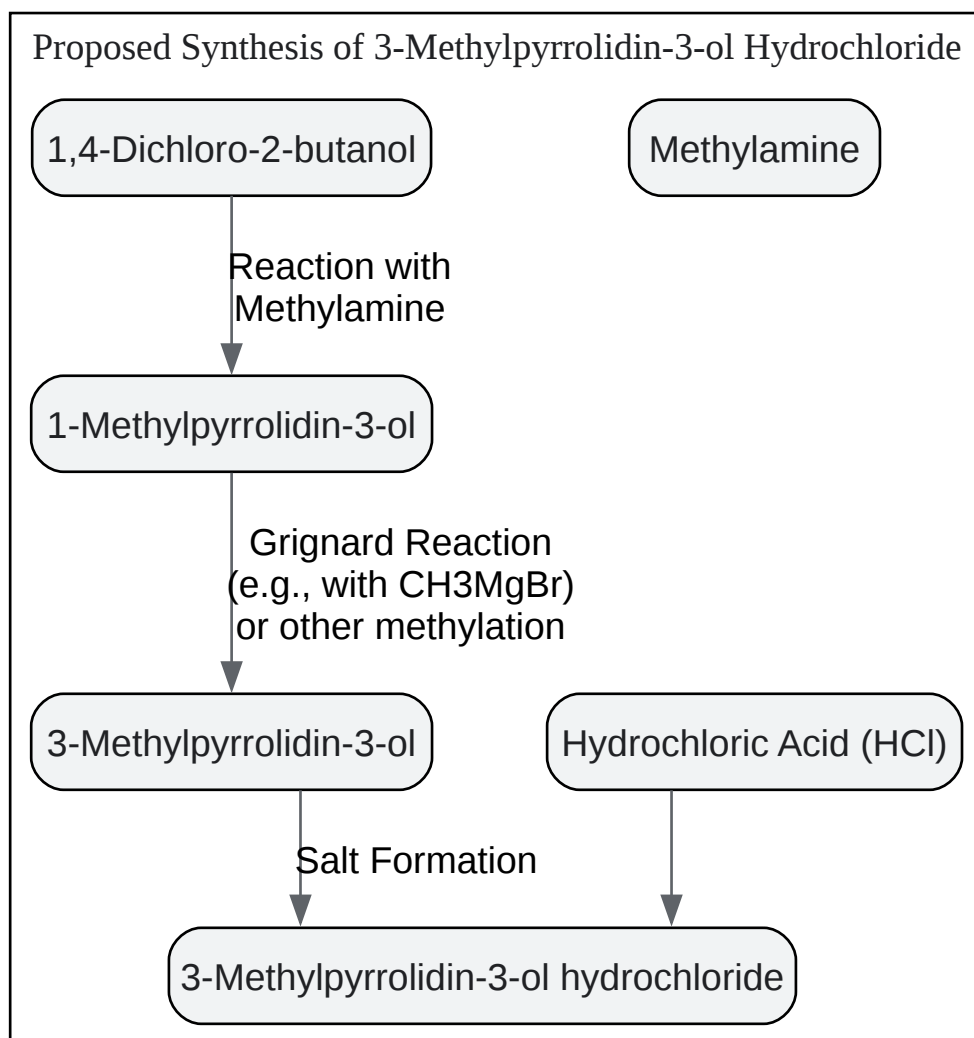 Proposed Synthesis of 3-Methylpyrrolidin-3-ol Hydrochloride
1,4-Dichloro-2-butanol
Methylamine
Reaction with
Methylamine
1-Methylpyrrolidin-3-ol
Grignard Reaction
(e.g., with CH3MgBr)
or other methylation
3-Methylpyrrolidin-3-ol
Hydrochloric Acid (HCl)
Salt Formation
3-Methylpyrrolidin-3-ol hydrochloride